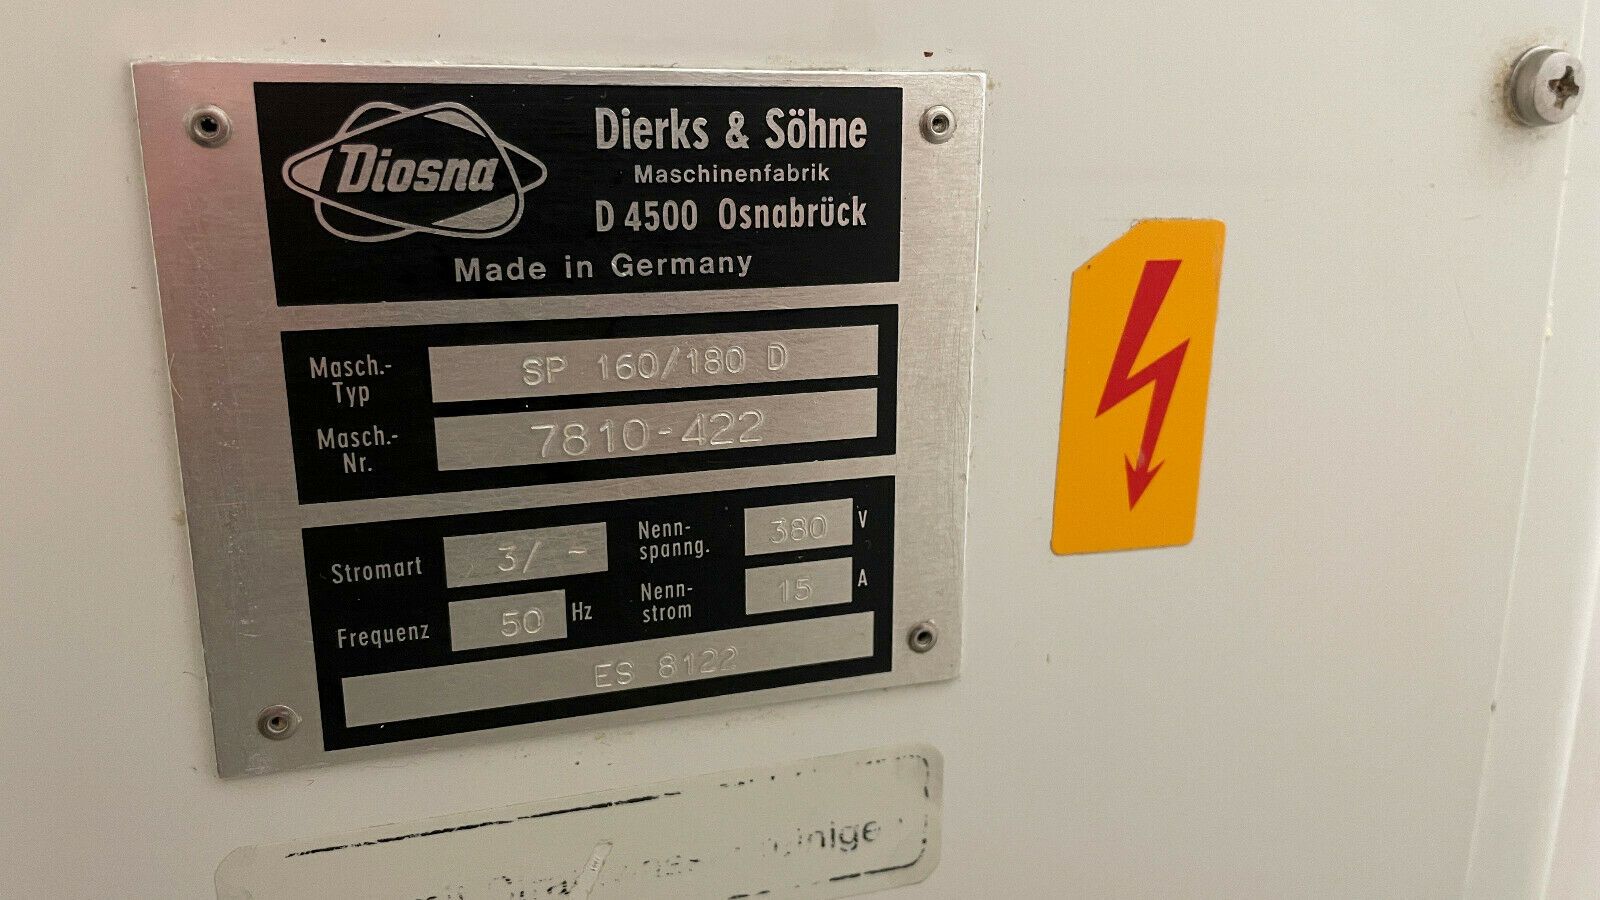 Diosna
Dierks & Söhne
Maschinenfabrik
D 4500 Osnabrück
Made in Germany
Masch.-
Typ
SP 160/180 D
Masch.-
Nr.
7810-422
Stromart
3/ ~
Nenn-
spanng.
380 V
Frequenz
50 Hz
Nenn-
strom
15 A
ES 8122